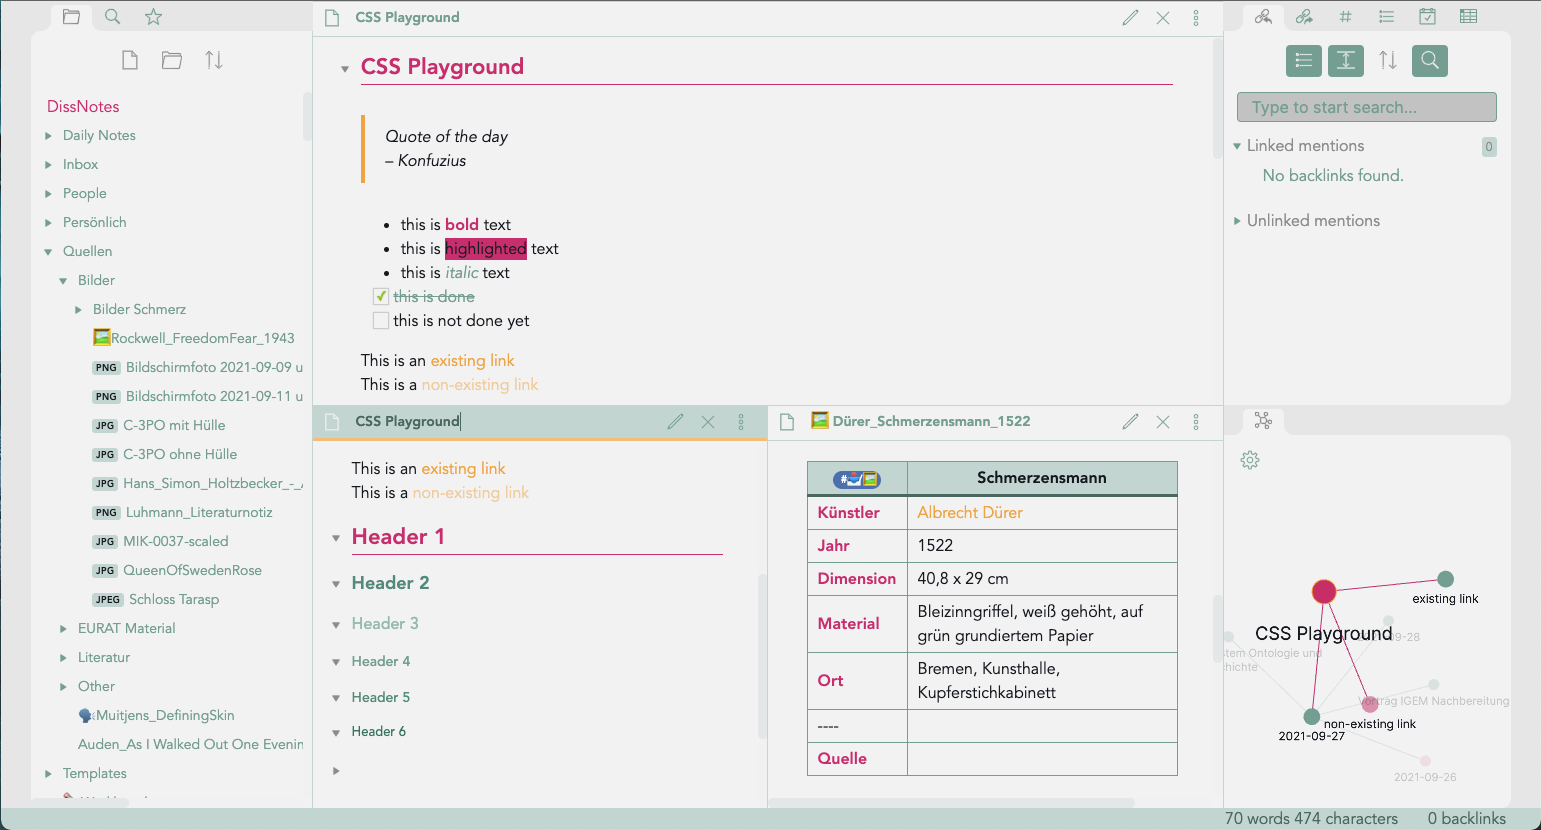 DissNotes
Daily Notes
Inbox
People
Persönlich
Quellen
Bilder
Bilder Schmerz
Rockwell_FreedomFear_1943
PNG Bildschirmfoto 2021-09-09 u
PNG Bildschirmfoto 2021-09-11 u
JPG C-3PO mit Hülle
JPG C-3PO ohne Hülle
JPG Hans_Simon_Holtzbecker_-_
PNG Luhmann_Literaturnotiz
JPG MIK-0037-scaled
JPG QueenOfSwedenRose
JPEG Schloss Tarasp
EURAT Material
Literatur
Other
Muitjens_DefiningSkin
Auden_As I Walked Out One Evenin
Templates
CSS Playground
CSS Playground
Quote of the day
– Konfuzius
• this is bold text
• this is highlighted text
• this is italic text
this is done
this is not done yet
This is an existing link
This is a non-existing link
CSS Playground
This is an existing link
This is a non-existing link
Header 1
Header 2
Header 3
Header 4
Header 5
Header 6
Dürer_Schmerzensmann_1522
# / Schmerzensmann
Künstler Albrecht Dürer
Jahr 1522
Dimension 40,8 x 29 cm
Material Bleizinngriffel, weiß gehöht, auf
grün grundiertem Papier
Ort Bremen, Kunsthalle,
Kupferstichkabinett
----
Quelle
Type to start search...
Linked mentions 0
No backlinks found.
Unlinked mentions
existing link
CSS Playground
2021-09-28
stem Ontologie und
chichte
Vortrag IGEM Nachbereitung
non-existing link
2021-09-27
2021-09-26
70 words 474 characters 0 backlinks